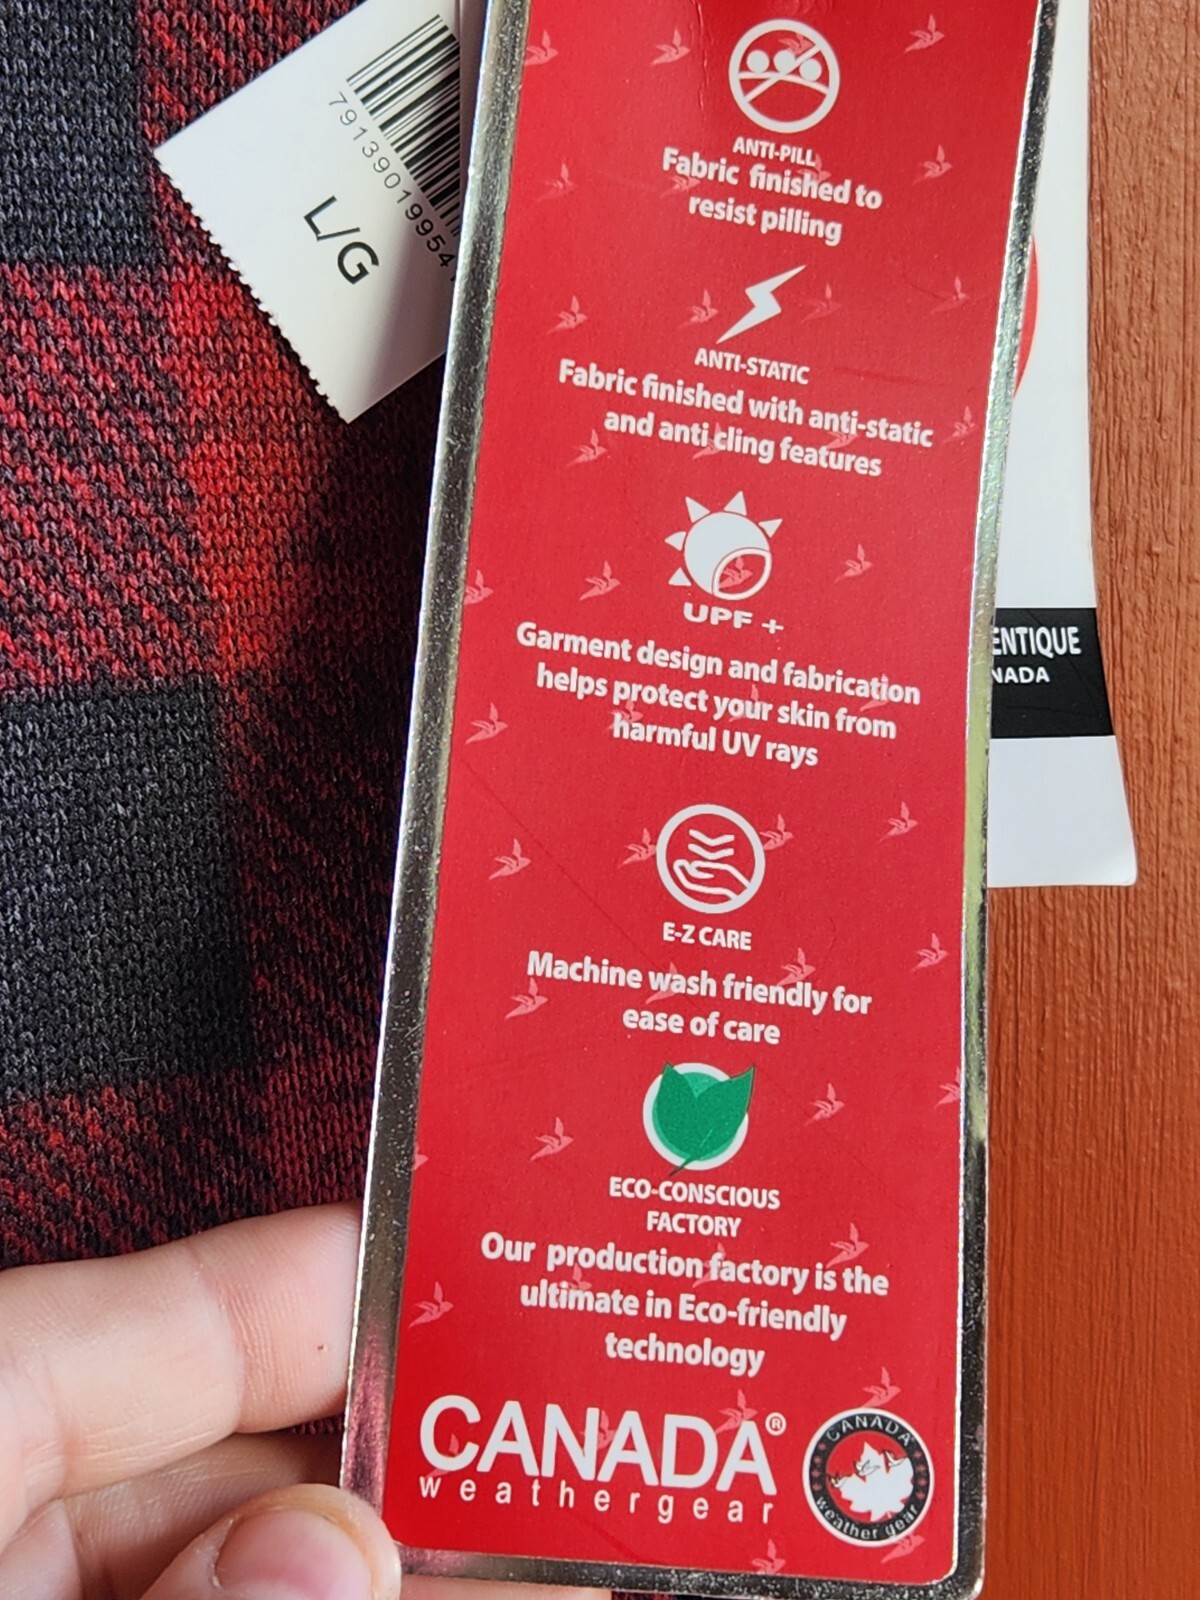 79139019954
L/G
ANTI-PILL
Fabric finished to
resist pilling
ANTI-STATIC
Fabric finished with anti-static
and anti cling features
UPF +
Garment design and fabrication
helps protect your skin from
harmful UV rays
E-Z CARE
Machine wash friendly for
ease of care
ECO-CONSCIOUS
FACTORY
Our production factory is the
ultimate in Eco-friendly
technology
CANADA®
weathergear
CANADA
weather gear
ENTIQUE
NADA